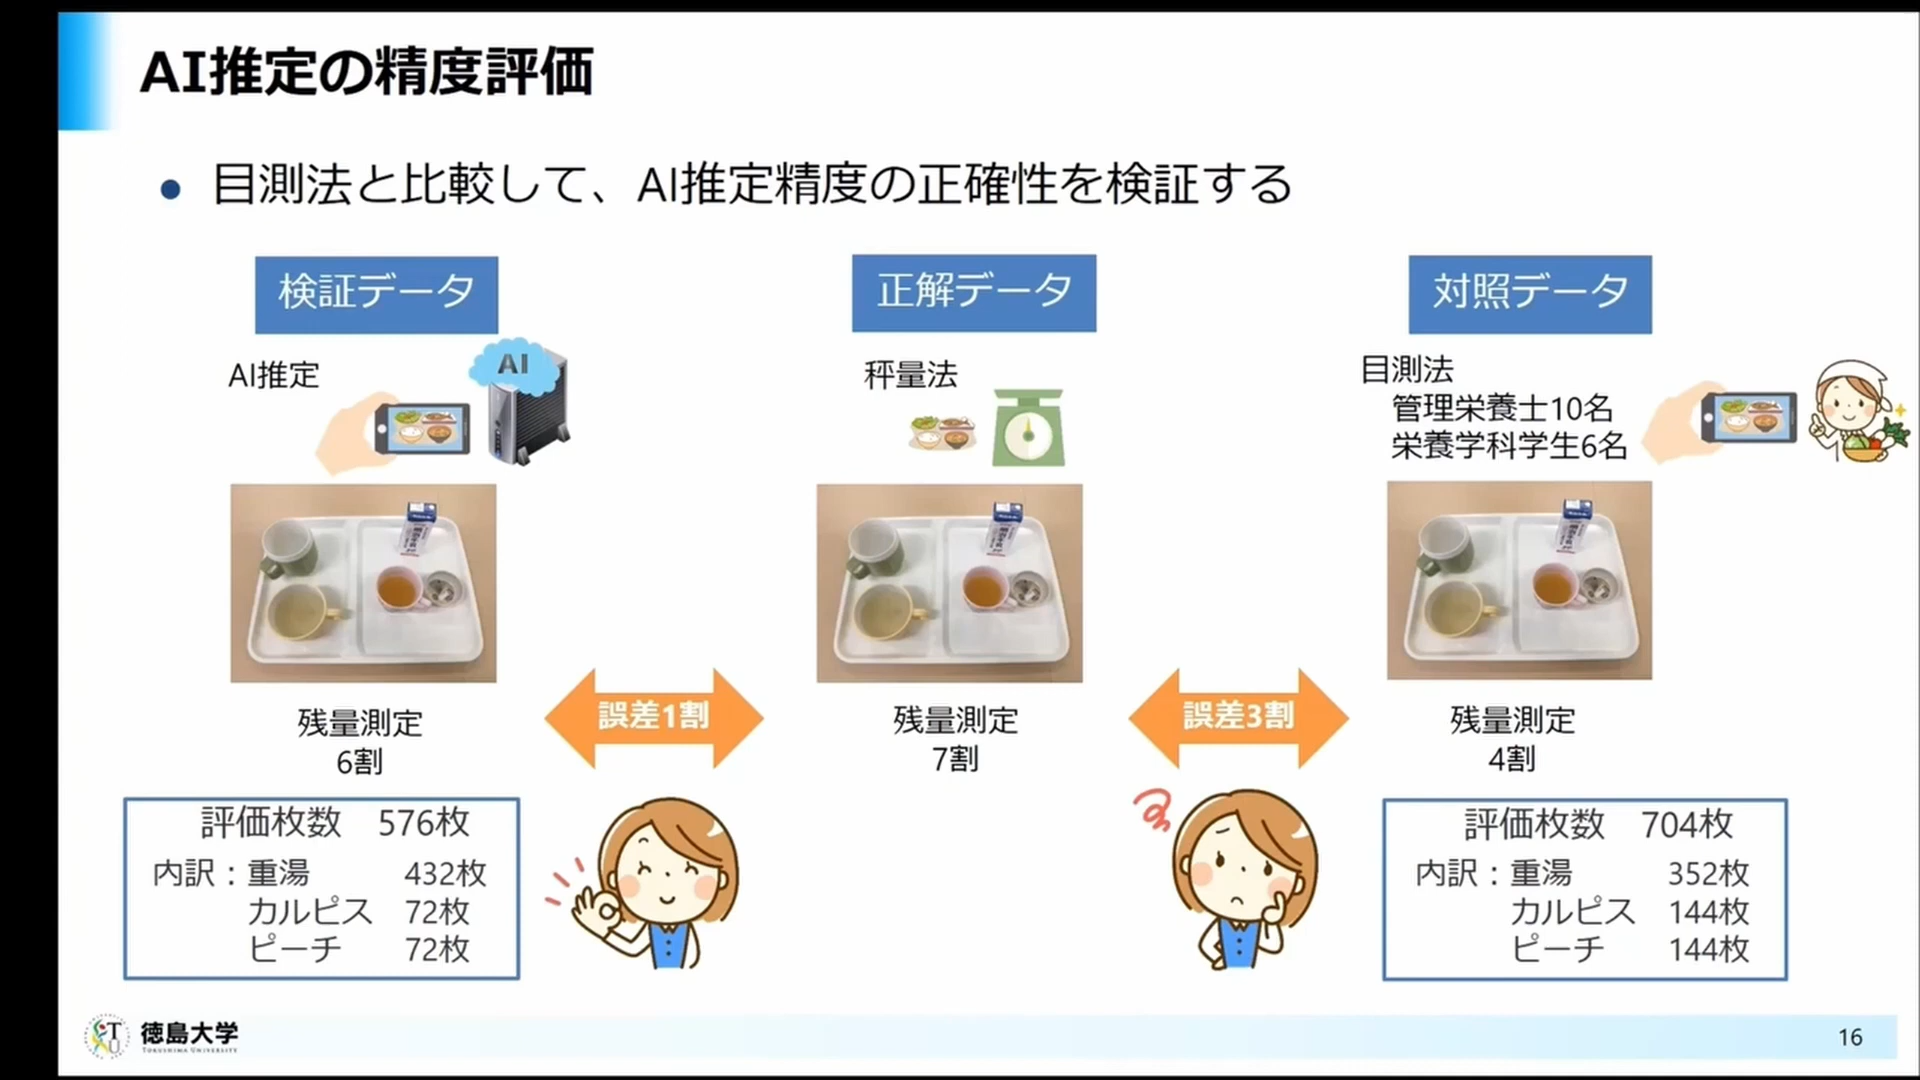 AI推定の精度評価
● 目測法と比較して、AI推定精度の正確性を検証する
検証データ
AI推定
AI
残量測定
6割
評価枚数 576枚
内訳：重湯 432枚
カルピス 72枚
ピーチ 72枚
誤差1割
正解データ
秤量法
残量測定
7割
誤差3割
対照データ
目測法
管理栄養士10名
栄養学科学生6名
残量測定
4割
評価枚数 704枚
内訳：重湯 352枚
カルピス 144枚
ピーチ 144枚
徳島大学
TOKUSHIMA UNIVERSITY
16